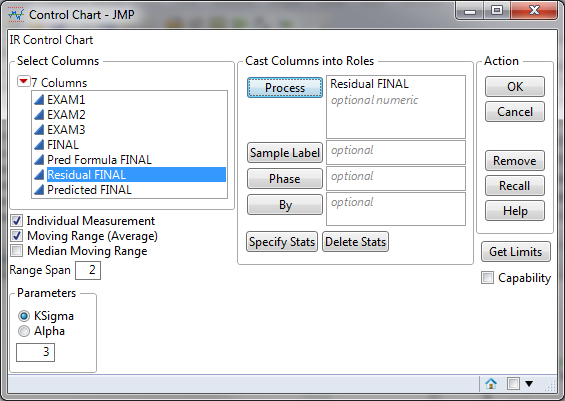 Control Chart - JMP
IR Control Chart
Select Columns
7 Columns
EXAM1
EXAM2
EXAM3
FINAL
Pred Formula FINAL
Residual FINAL
Predicted FINAL
Individual Measurement
Moving Range (Average)
Median Moving Range
Range Span 2
Parameters
KSigma
Alpha
3
Cast Columns into Roles
Process
Residual FINAL
optional numeric
Sample Label
optional
Phase
optional
By
optional
Specify Stats
Delete Stats
Action
OK
Cancel
Remove
Recall
Help
Get Limits
Capability